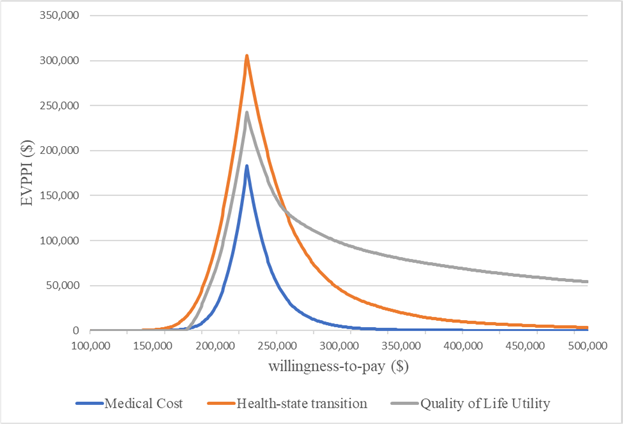 350,000
300,000
250,000
200,000
150,000
100,000
50,000
0
EVPPI ($)
100,000 150,000 200,000 250,000 300,000 350,000 400,000 450,000 500,000
willingness-to-pay ($)
Medical Cost Health-state transition Quality of Life Utility